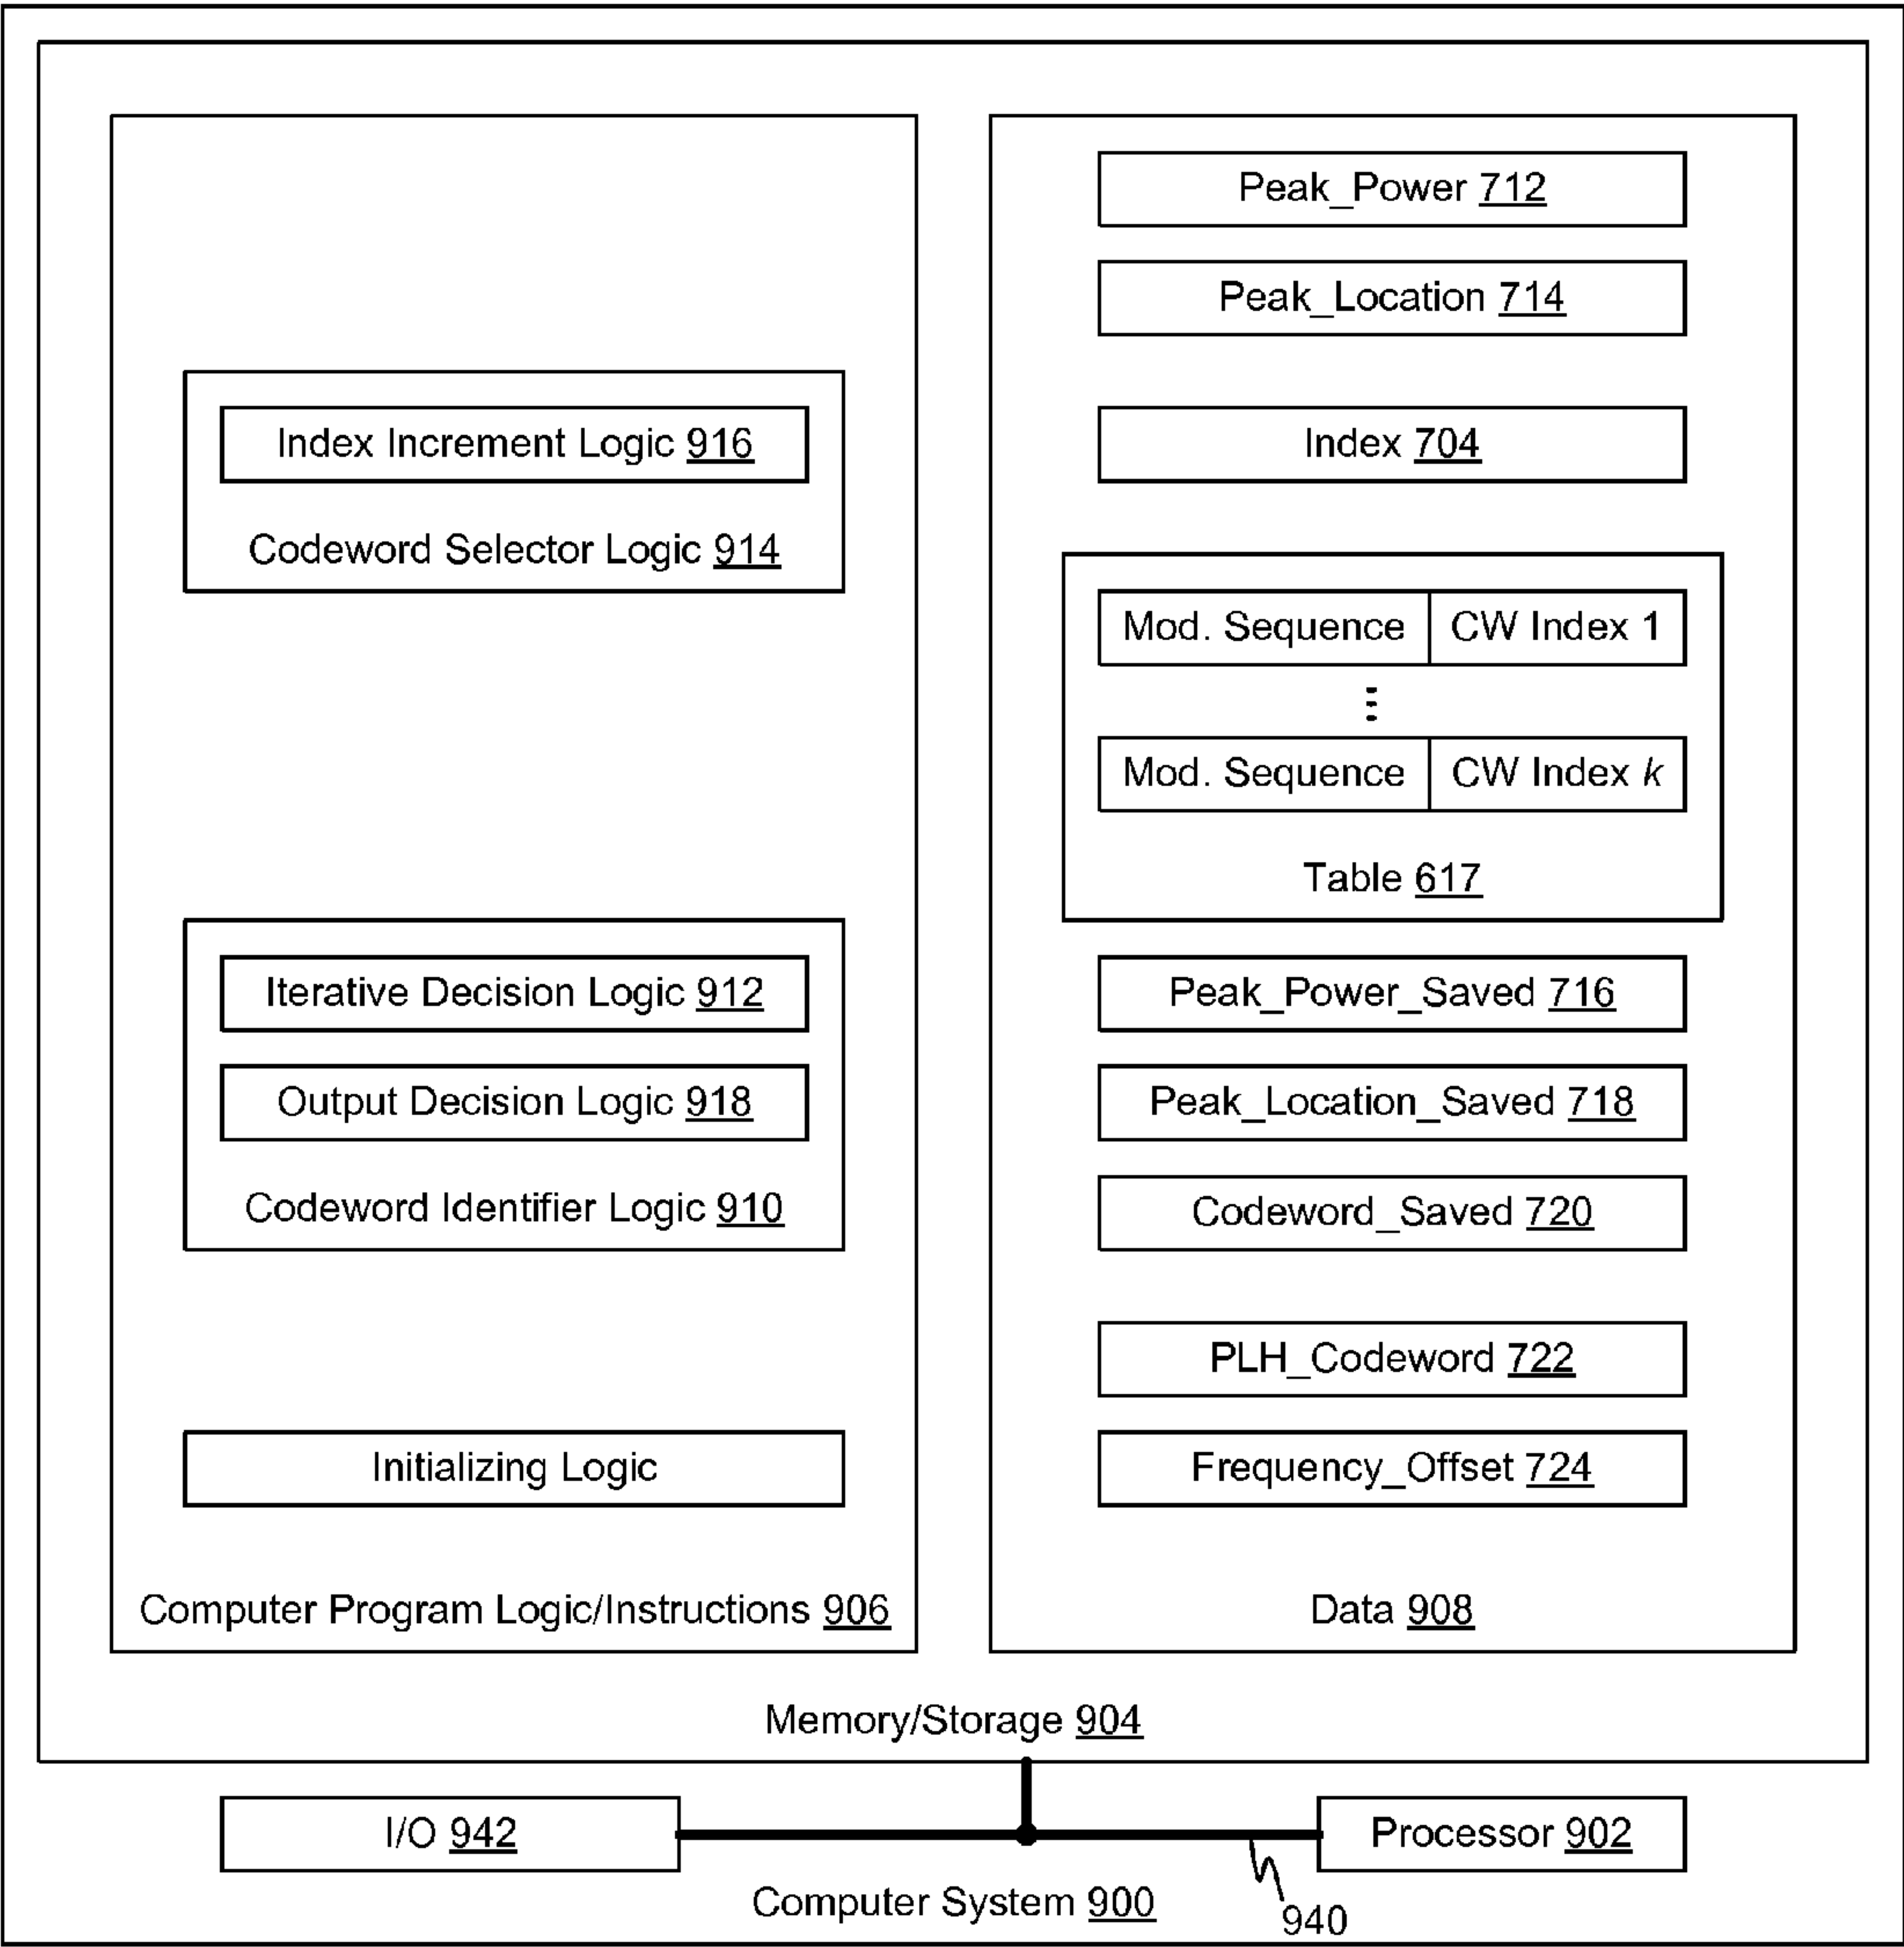 Index Increment Logic 916
Codeword Selector Logic 914
Iterative Decision Logic 912
Output Decision Logic 918
Codeword Identifier Logic 910
Initializing Logic
Computer Program Logic/Instructions 906
Peak_Power 712
Peak_Location 714
Index 704
Mod. Sequence CW Index 1
Mod. Sequence CW Index k
Table 617
Peak_Power_Saved 716
Peak_Location_Saved 718
Codeword_Saved 720
PLH_Codeword 722
Frequency_Offset 724
Data 908
Memory/Storage 904
I/O 942
Processor 902
Computer System 900
940